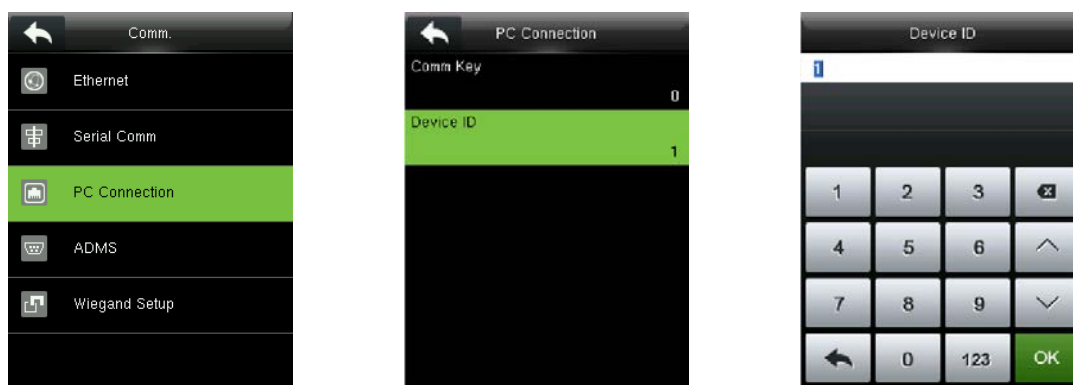 Comm.
Ethernet
Serial Comm
PC Connection
ADMS
Wiegand Setup
PC Connection
Comm Key
0
Device ID
1
Device ID
1
1 2 3
4 5 6
7 8 9
0 123 OK